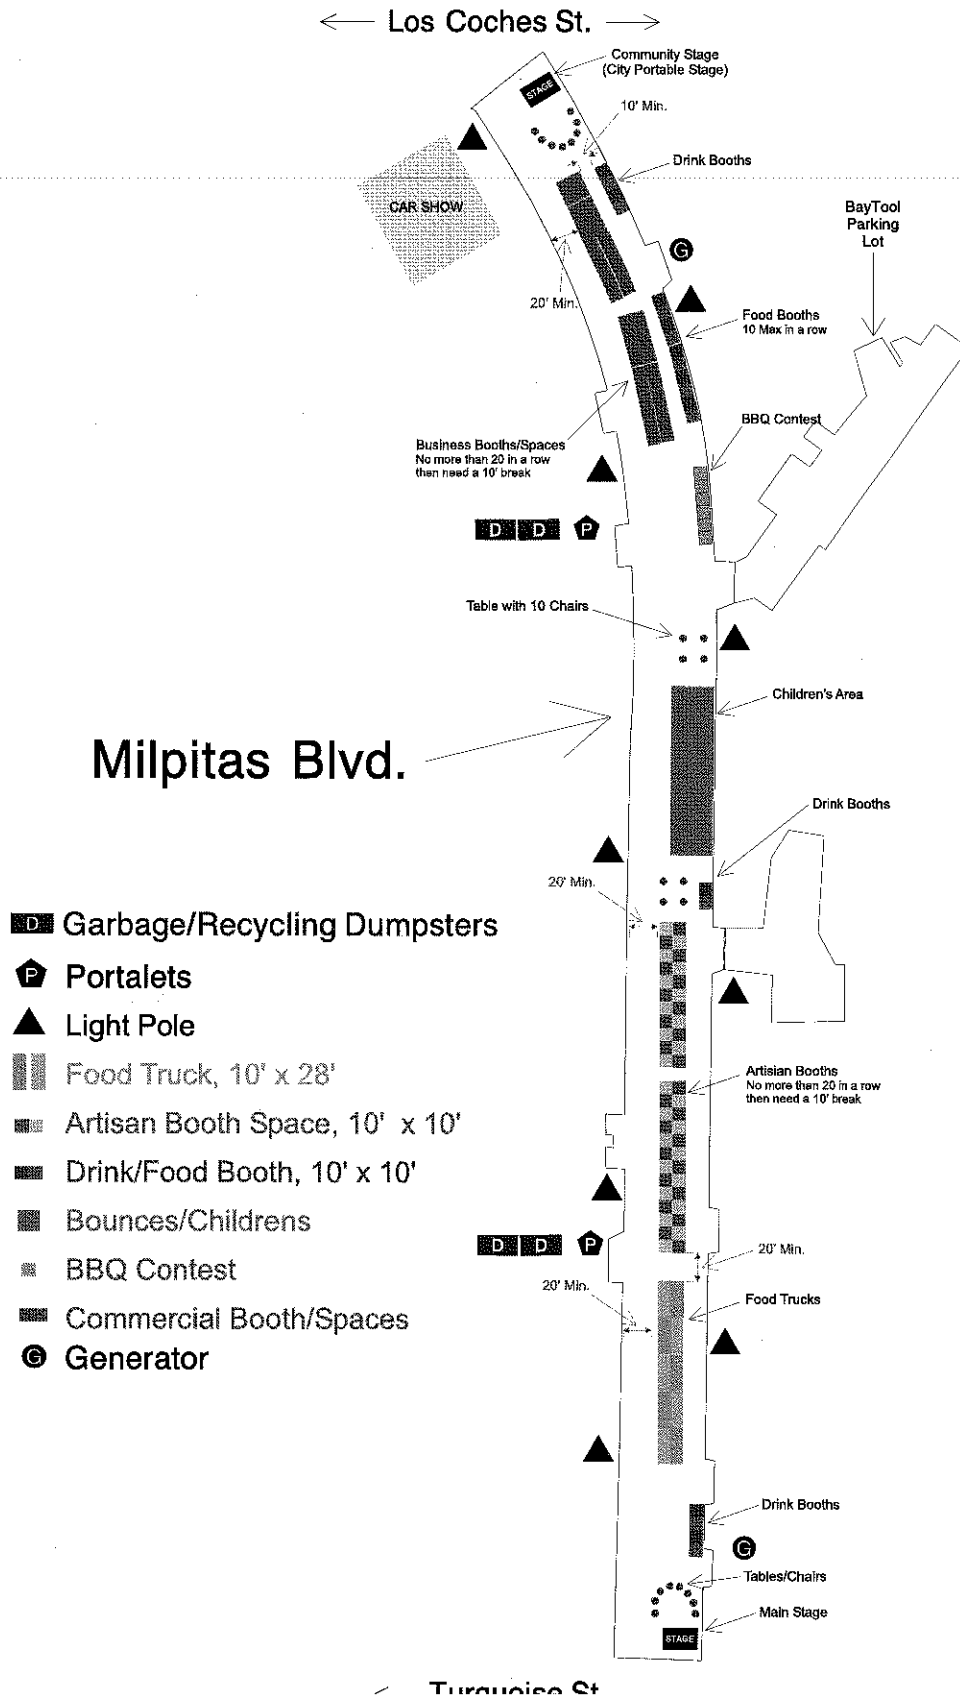 Los Coches St.
Community Stage
(City Portable Stage)
STAGE
10' Min.
Drink Booths
CAR SHOW
BayTool
Parking
Lot
G
20' Min.
Food Booths
10 Max in a row
BBQ Contest
Business Booths/Spaces
No more than 20 in a row
then need a 10' break
D D P
Table with 10 Chairs
Children's Area
Milpitas Blvd.
Drink Booths
20' Min.
D Garbage/Recycling Dumpsters
P Portalets
Light Pole
Food Truck, 10' x 28'
Artisan Booth Space, 10' x 10'
Drink/Food Booth, 10' x 10'
Bounces/Childrens
BBQ Contest
Commercial Booth/Spaces
G Generator
Artisian Booths
No more than 20 in a row
then need a 10' break
D D P
20' Min.
20' Min.
Food Trucks
Drink Booths
G
Tables/Chairs
Main Stage
STAGE
Turquoise St